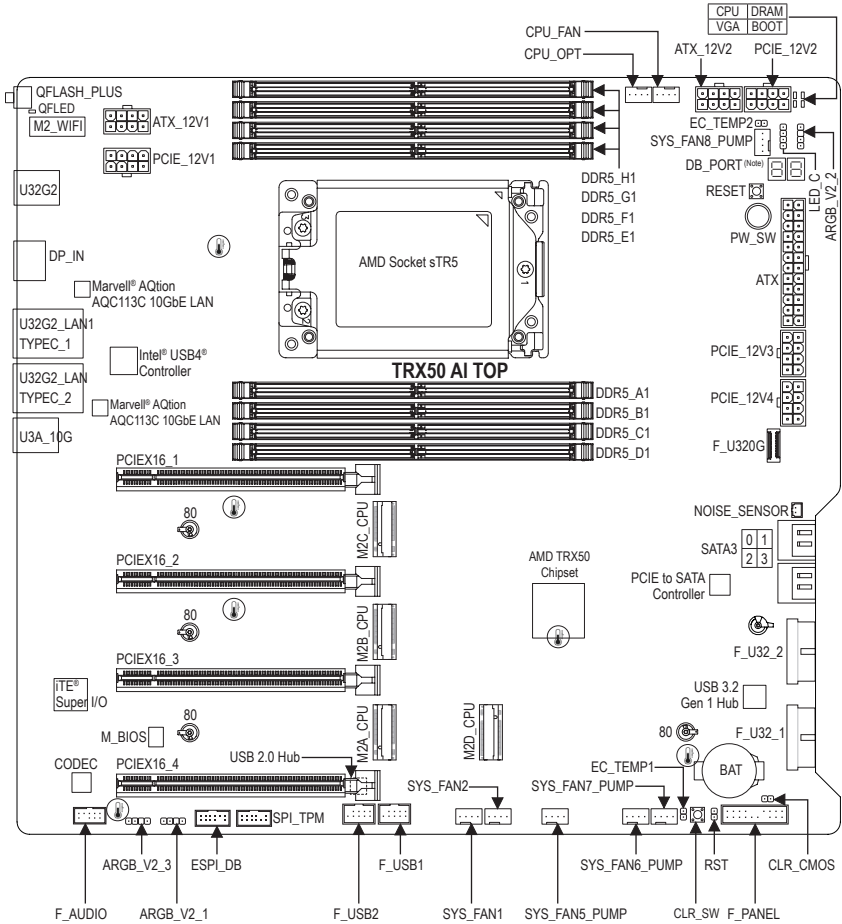 CPU DRAM
VGA BOOT
CPU_FAN
CPU_OPT
ATX_12V2
PCIE_12V2
QFLASH_PLUS
QFLED
M2_WIFI
ATX_12V1
PCIE_12V1
EC_TEMP2
SYS_FAN8_PUMP
DB_PORT(Note)
LED_C
ARGB_V2_2
RESET
PW_SW
DDR5_H1
DDR5_G1
DDR5_F1
DDR5_E1
U32G2
DP_IN
AMD Socket sTR5
3
2
1
ATX
Marvell® AQtion
AQC113C 10GbE LAN
U32G2_LAN1
TYPEC_1
Intel® USB4®
Controller
TRX50 AI TOP
PCIE_12V3
U32G2_LAN
TYPEC_2
Marvell® AQtion
AQC113C 10GbE LAN
DDR5_A1
DDR5_B1
DDR5_C1
DDR5_D1
PCIE_12V4
U3A_10G
F_U320G
PCIEX16_1
80
M2C_CPU
NOISE_SENSOR
SATA3
0 1
2 3
PCIEX16_2
AMD TRX50
Chipset
PCIE to SATA
Controller
80
M2B_CPU
F_U32_2
PCIEX16_3
iTE®
Super I/O
USB 3.2
Gen 1 Hub
80
M_BIOS
M2A_CPU
M2D_CPU
80
F_U32_1
CODEC
USB 2.0 Hub
PCIEX16_4
SYS_FAN2
SYS_FAN7_PUMP
EC_TEMP1
BAT
SPI_TPM
ARGB_V2_3
ESPI_DB
F_USB1
SYS_FAN6_PUMP
RST
CLR_CMOS
F_AUDIO
ARGB_V2_1
F_USB2
SYS_FAN1
SYS_FAN5_PUMP
CLR_SW
F_PANEL